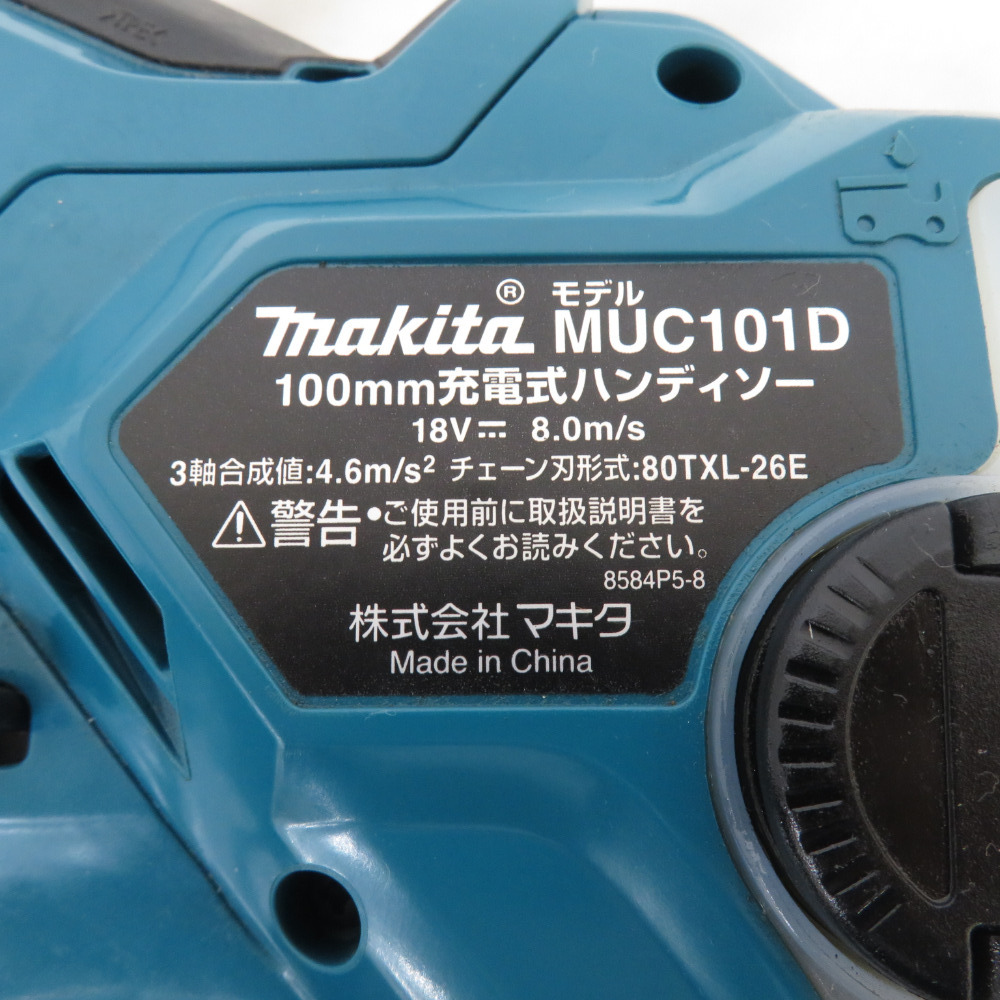 makita® モデル MUC101D
100mm充電式ハンディソー
18V⎓ 8.0m/s
3軸合成値:4.6m/s² チェーン刃形式:80TXL-26E
⚠警告 •ご使用前に取扱説明書を
必ずよくお読みください。
8584P5-8
株式会社マキタ
Made in China